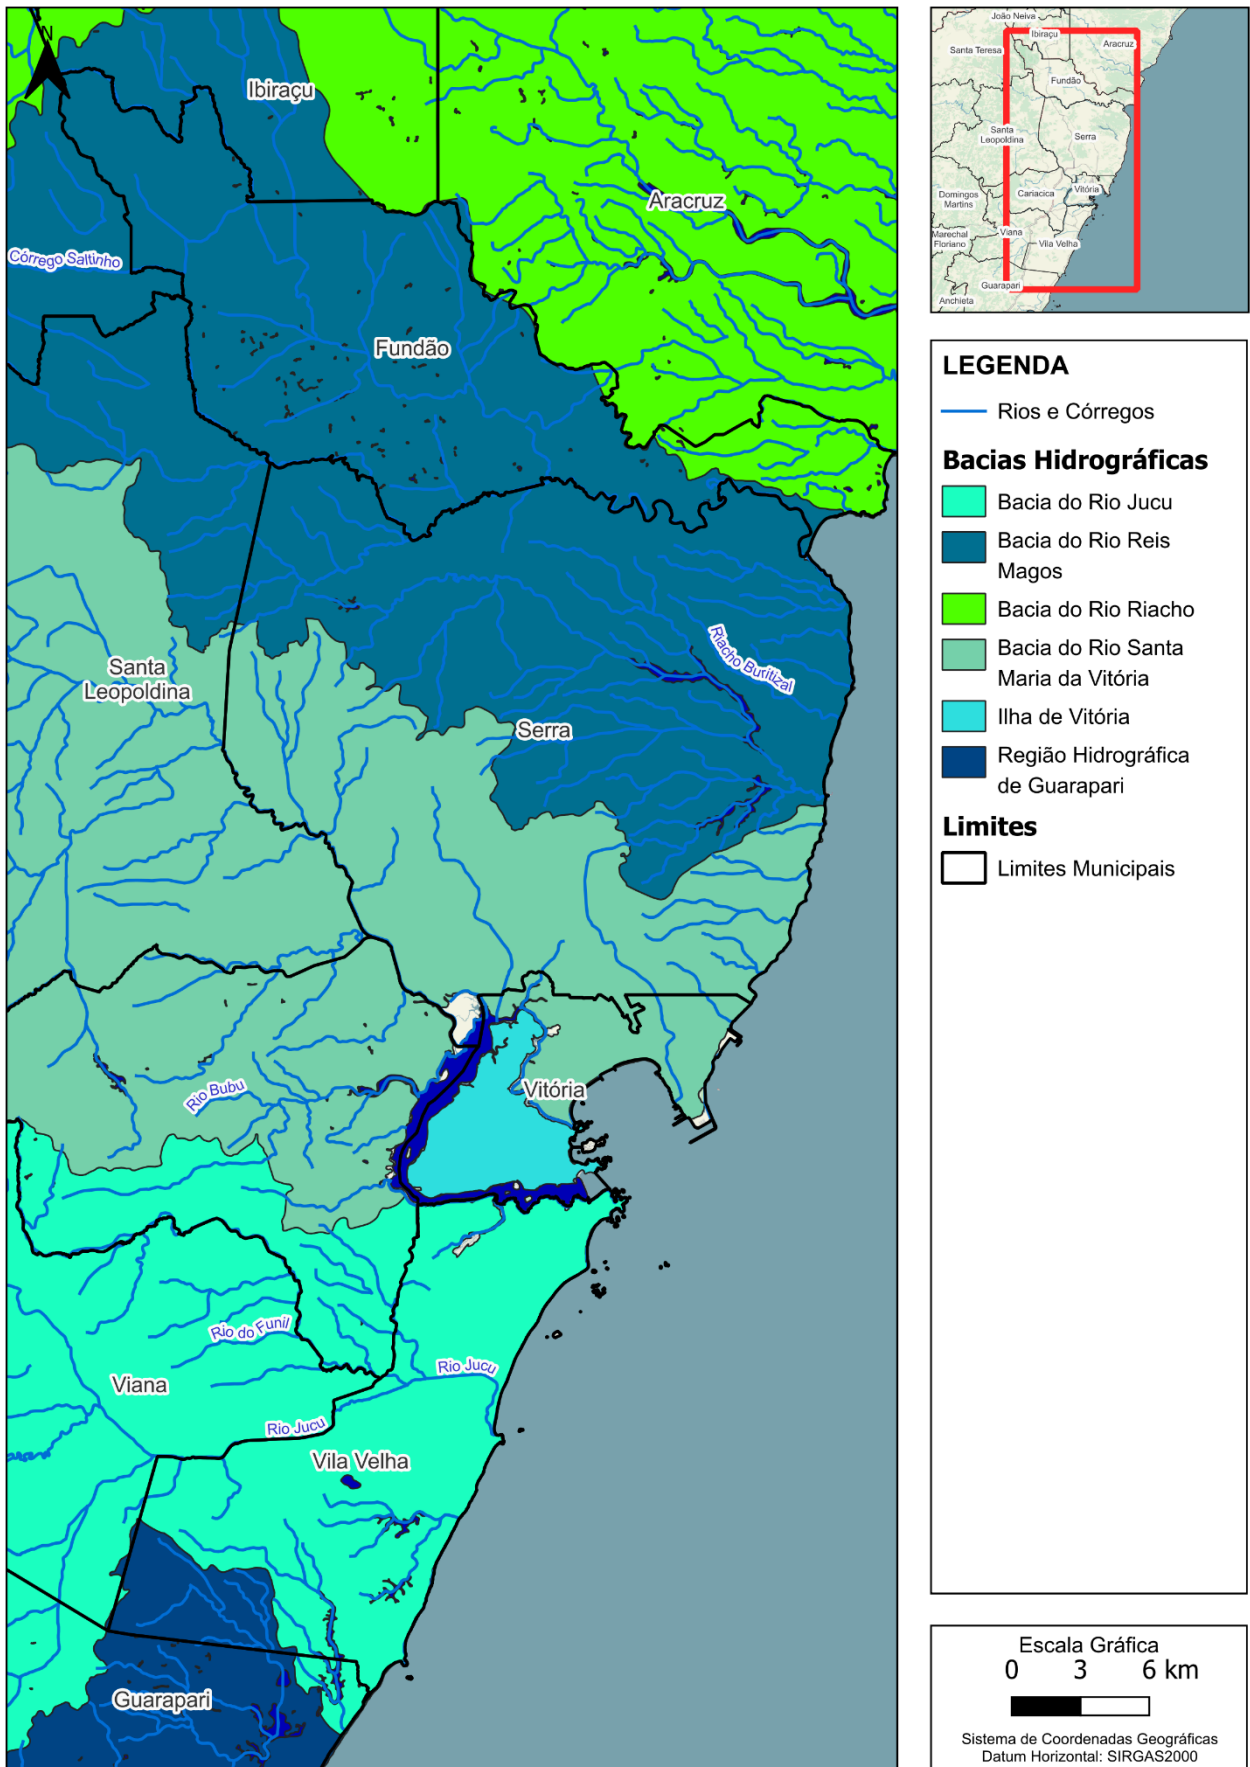 N
Ibiraçu
Aracruz
Córrego Saltinho
Fundão
Riacho Buritizal
Santa
Leopoldina
Serra
Rio Bubu
Vitória
Rio do Funil
Rio Jucu
Viana
Rio Jucu
Vila Velha
Guarapari
João Neiva
Ibiraçu
Santa Teresa
Aracruz
Fundão
Santa
Leopoldina
Serra
Domingos
Martins
Cariacica
Vitória
Marechal
Floriano
Viana
Vila Velha
Guarapari
Anchieta
LEGENDA
Rios e Córregos
Bacias Hidrográficas
Bacia do Rio Jucu
Bacia do Rio Reis
Magos
Bacia do Rio Riacho
Bacia do Rio Santa
Maria da Vitória
Ilha de Vitória
Região Hidrográfica
de Guarapari
Limites
Limites Municipais
Escala Gráfica
0 3 6 km
Sistema de Coordenadas Geográficas
Datum Horizontal: SIRGAS2000